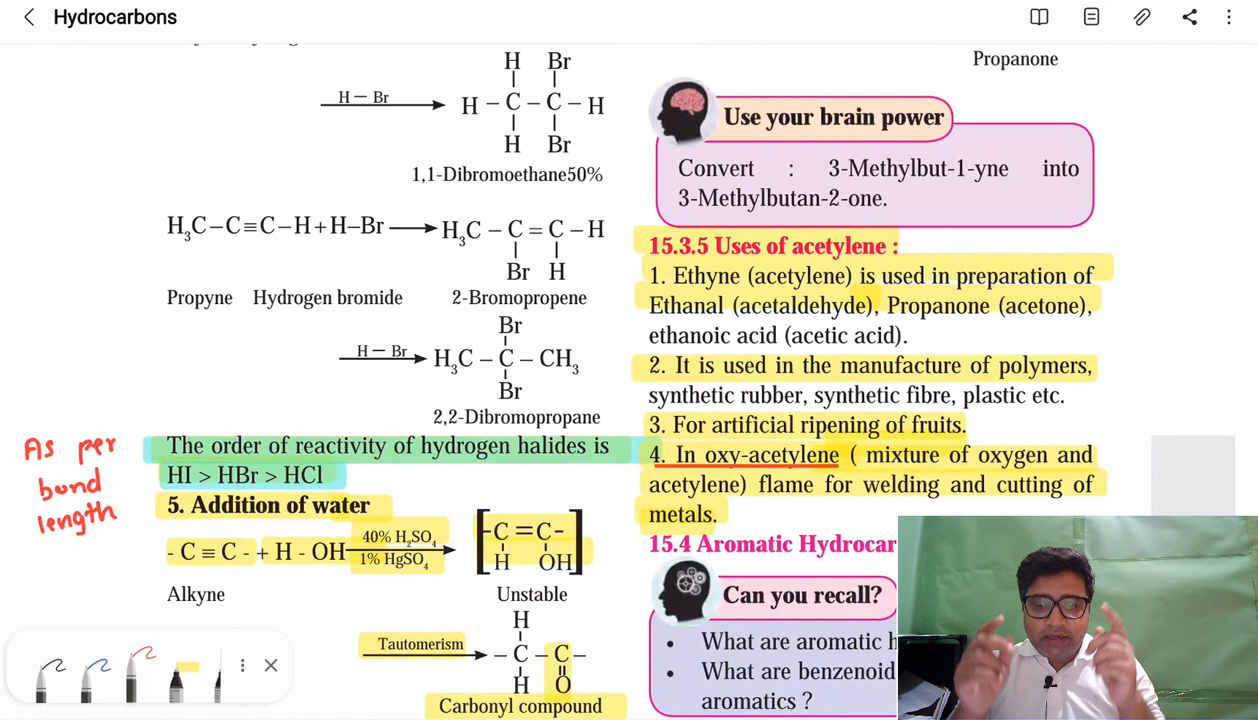 Hydrocarbons
H Br
H – Br
H – C – C – H
H Br
1,1-Dibromoethane50%
H₃C – C ≡ C – H + H – Br ⟶ H₃C – C = C – H
Br H
Propyne Hydrogen bromide 2-Bromopropene
Br
H – Br
H₃C – C – CH₃
Br
2,2-Dibromopropane
The order of reactivity of hydrogen halides is
HI > HBr > HCl
As per
bond
length
5. Addition of water
- C ≡ C - + H - OH 40% H₂SO₄ 1% HgSO₄ ⟶ [-C = C-
H OH]
Alkyne Unstable
H
Tautomerism
– C – C –
H O
Carbonyl compound
Propanone
Use your brain power
Convert : 3-Methylbut-1-yne into
3-Methylbutan-2-one.
15.3.5 Uses of acetylene :
1. Ethyne (acetylene) is used in preparation of
Ethanal (acetaldehyde), Propanone (acetone),
ethanoic acid (acetic acid).
2. It is used in the manufacture of polymers,
synthetic rubber, synthetic fibre, plastic etc.
3. For artificial ripening of fruits.
4. In oxy-acetylene ( mixture of oxygen and
acetylene) flame for welding and cutting of
metals.
15.4 Aromatic Hydrocar
Can you recall?
• What are aromatic h
• What are benzenoid
aromatics ?